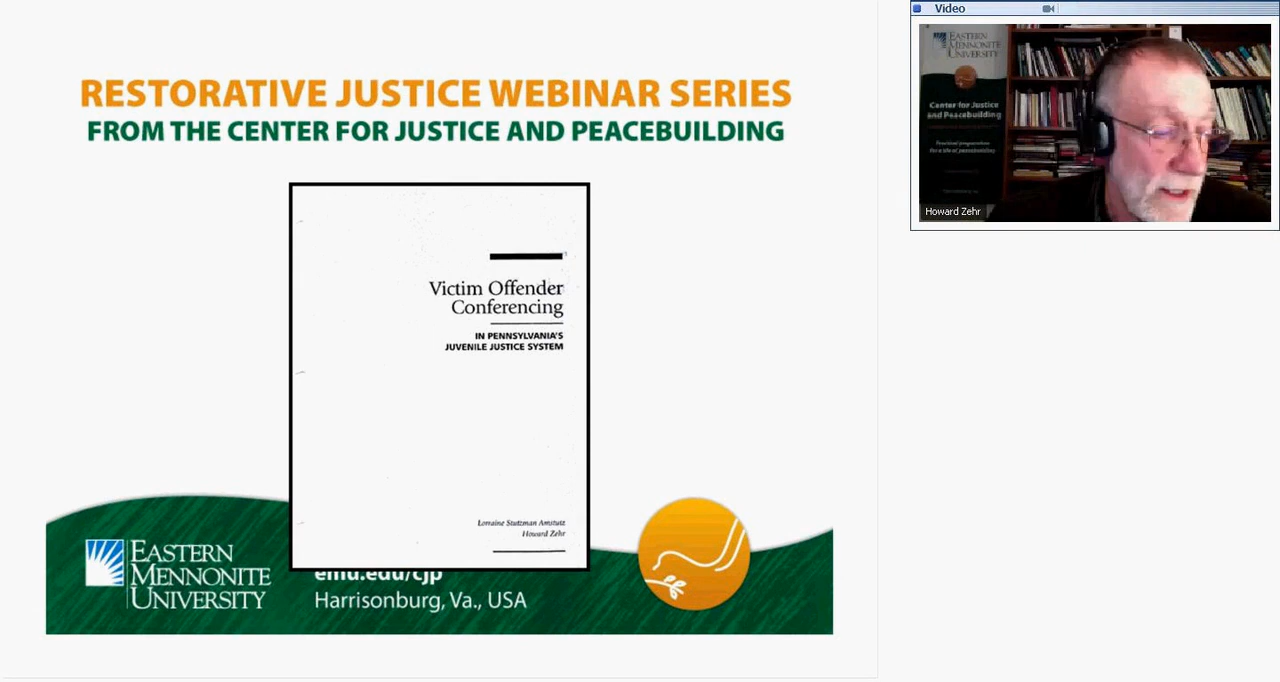 RESTORATIVE JUSTICE WEBINAR SERIES
FROM THE CENTER FOR JUSTICE AND PEACEBUILDING
Victim Offender
Conferencing
IN PENNSYLVANIA'S
JUVENILE JUSTICE SYSTEM
Lorraine Stutzman Amstutz
Howard Zehr
EASTERN
MENNONITE
UNIVERSITY
emu.edu/cjp
Harrisonburg, Va., USA
Video
EASTERN
MENNONITE
UNIVERSITY
Center for Justice
and Peacebuilding
Howard Zehr